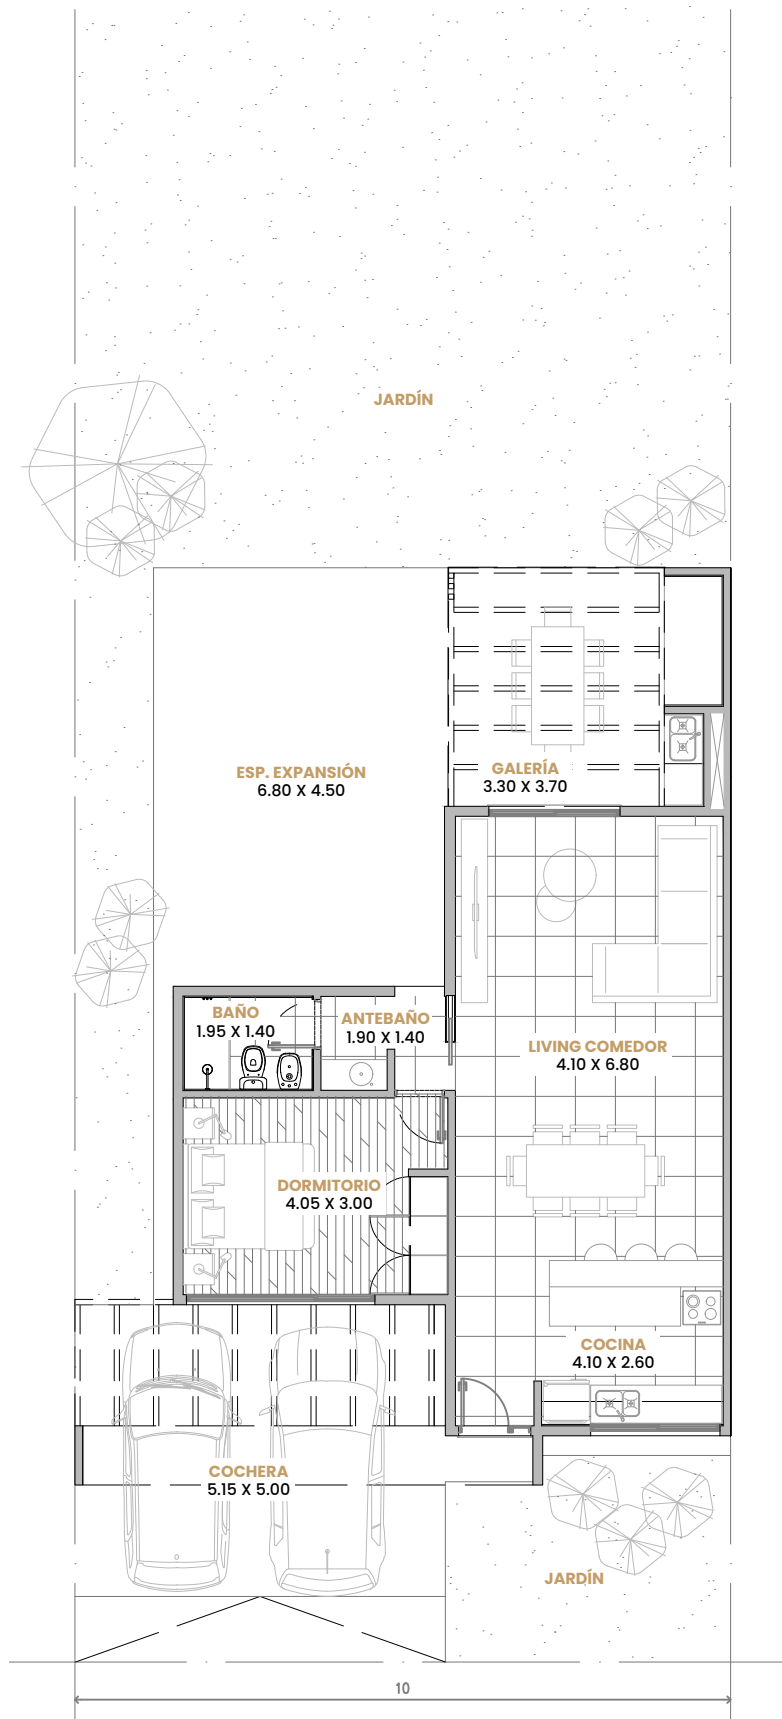 JARDÍN
ESP. EXPANSIÓN
6.80 X 4.50
GALERÍA
3.30 X 3.70
BAÑO
1.95 X 1.40
ANTEBAÑO
1.90 X 1.40
LIVING COMEDOR
4.10 X 6.80
DORMITORIO
4.05 X 3.00
COCINA
4.10 X 2.60
COCHERA
5.15 X 5.00
JARDÍN
10